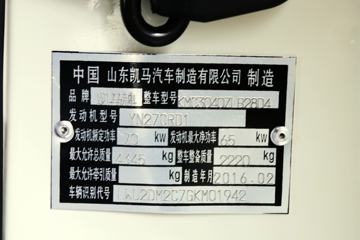 中国 山东凯马汽车制造有限公司 制造
品牌 整车型号 KMC3040ZLB28D4
发动机型号 YN27CRD1
发动机额定功率 70 kw 发动机最大净功率 65 kw
最大允许总质量 4345 kg 整车整备质量 2220 kg
最大允许牵引质量 kg 制造年月 2016.02
车辆识别代号 2DM2C7GKM01942